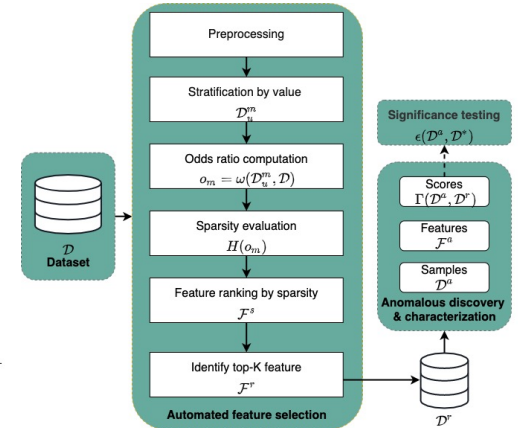 Preprocessing
Stratification by value
𝒟ᵤᵐ
Odds ratio computation
oₘ = ω(𝒟ᵤᵐ, 𝒟)
Sparsity evaluation
H(oₘ)
Feature ranking by sparsity
ℱˢ
Identify top-K feature
ℱʳ
Automated feature selection
𝒟
Dataset
Significance testing
ϵ(𝒟ᵃ, 𝒟*)
Scores
Γ(𝒟ᵃ, 𝒟ʳ)
Features
ℱᵃ
Samples
𝒟ᵃ
Anomalous discovery
& characterization
𝒟ʳ